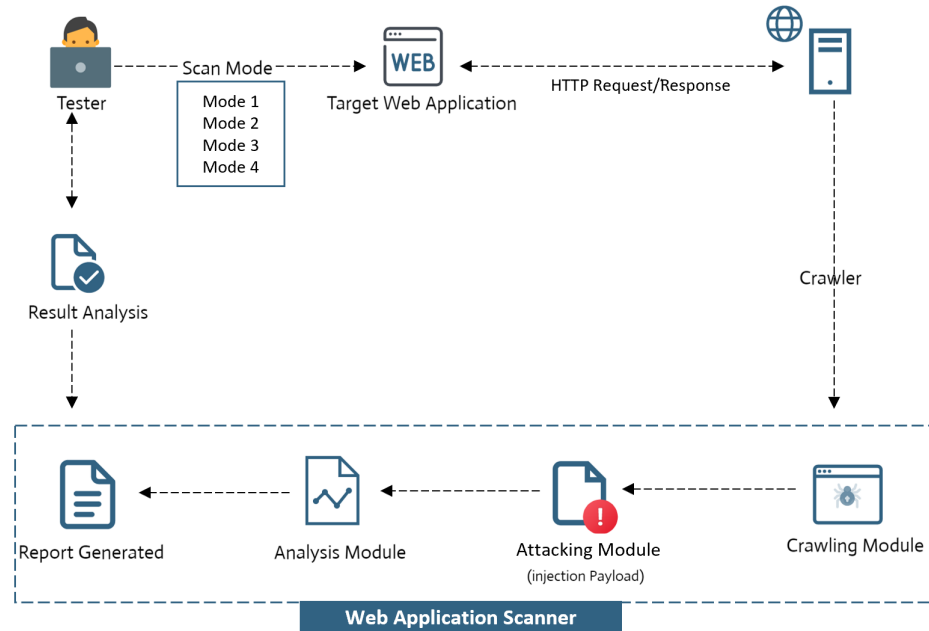 Tester
Scan Mode
Mode 1
Mode 2
Mode 3
Mode 4
WEB
Target Web Application
HTTP Request/Response
Result Analysis
Crawler
Report Generated
Analysis Module
Attacking Module
(injection Payload)
Crawling Module
Web Application Scanner